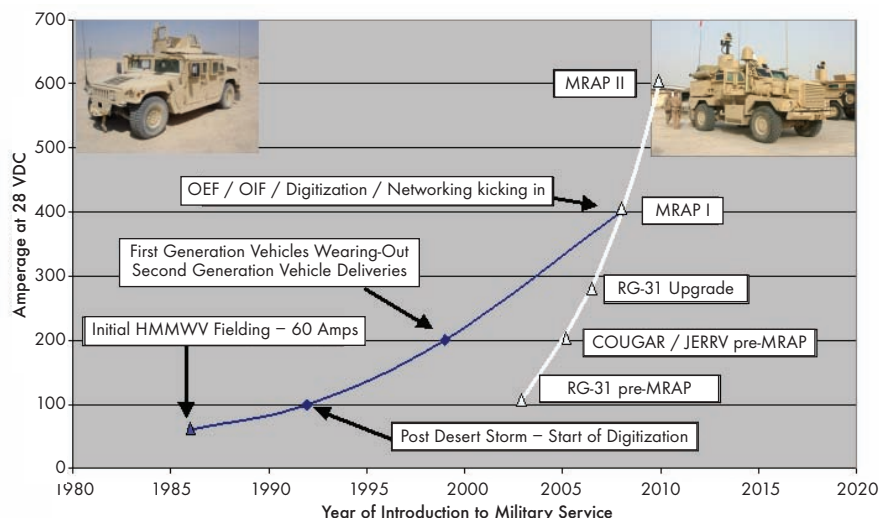 700
600
500
400
300
200
100
0
Amperage at 28 VDC
MRAP II
OEF / OIF / Digitization / Networking kicking in
MRAP I
First Generation Vehicles Wearing-Out
Second Generation Vehicle Deliveries
RG-31 Upgrade
Initial HMMWV Fielding – 60 Amps
COUGAR / JERRV pre-MRAP
RG-31 pre-MRAP
Post Desert Storm – Start of Digitization
1980 1985 1990 1995 2000 2005 2010 2015 2020
Year of Introduction to Military Service